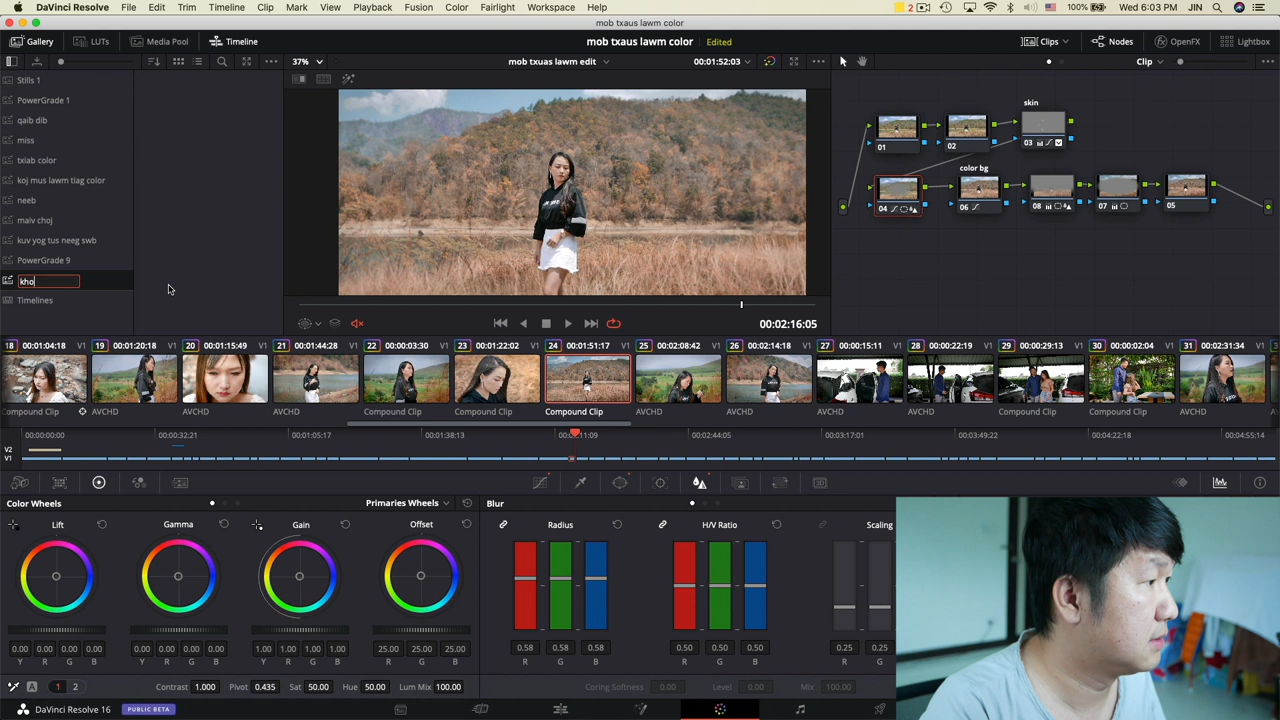 DaVinci Resolve File Edit Trim Timeline Clip Mark View Playback Fusion Color Fairlight Workspace Help
2 100% Wed 6:03 PM JIN
mob txaus lawm color
Gallery LUTs Media Pool Timeline mob txaus lawm color Edited Clips Nodes OpenFX Lightbox
37% mob txuas lawm edit 00:01:52:03 Clip
Stills 1
PowerGrade 1
qaib dib
miss
txiab color
koj mus lawm tiag color
neeb
maiv choj
kuv yog tus neeg swb
PowerGrade 9
kho
Timelines
skin
01 02 03
color bg
04 06 08 07 05
00:02:16:05
18 00:01:04:18 V1 19 00:01:20:18 V1 20 00:01:15:49 V1 21 00:01:44:28 V1 22 00:00:03:30 V1 23 00:01:22:02 V1 24 00:01:51:17 V1 25 00:02:08:42 V1 26 00:02:14:18 V1 27 00:00:15:11 V1 28 00:00:22:19 V1 29 00:00:29:13 V1 30 00:00:02:04 V1 31 00:02:31:34 V1
Compound Clip AVCHD AVCHD AVCHD Compound Clip Compound Clip Compound Clip AVCHD AVCHD AVCHD AVCHD Compound Clip Compound Clip AVCHD
00:00:00:00 00:00:32:21 00:01:05:17 00:01:38:13 00:02:44:05 00:03:17:01 00:03:49:22 00:04:22:18 00:04:55:14
V2
V1
Color Wheels Primaries Wheels Blur
Lift Gamma Gain Offset Radius H/V Ratio Scaling
0.00 0.00 0.00 0.00 0.00 0.00 0.00 0.00 1.00 1.00 1.00 1.00 25.00 25.00 25.00 0.58 0.58 0.58 0.50 0.50 0.50 0.25 0.25
Y R G B Y R G B Y R G B R G B R G B R G B R G
A 1 2 Contrast 1.000 Pivot 0.435 Sat 50.00 Hue 50.00 Lum Mix 100.00 Coring Softness 0.00 Level 0.00 Mix 100.00
DaVinci Resolve 16 PUBLIC BETA